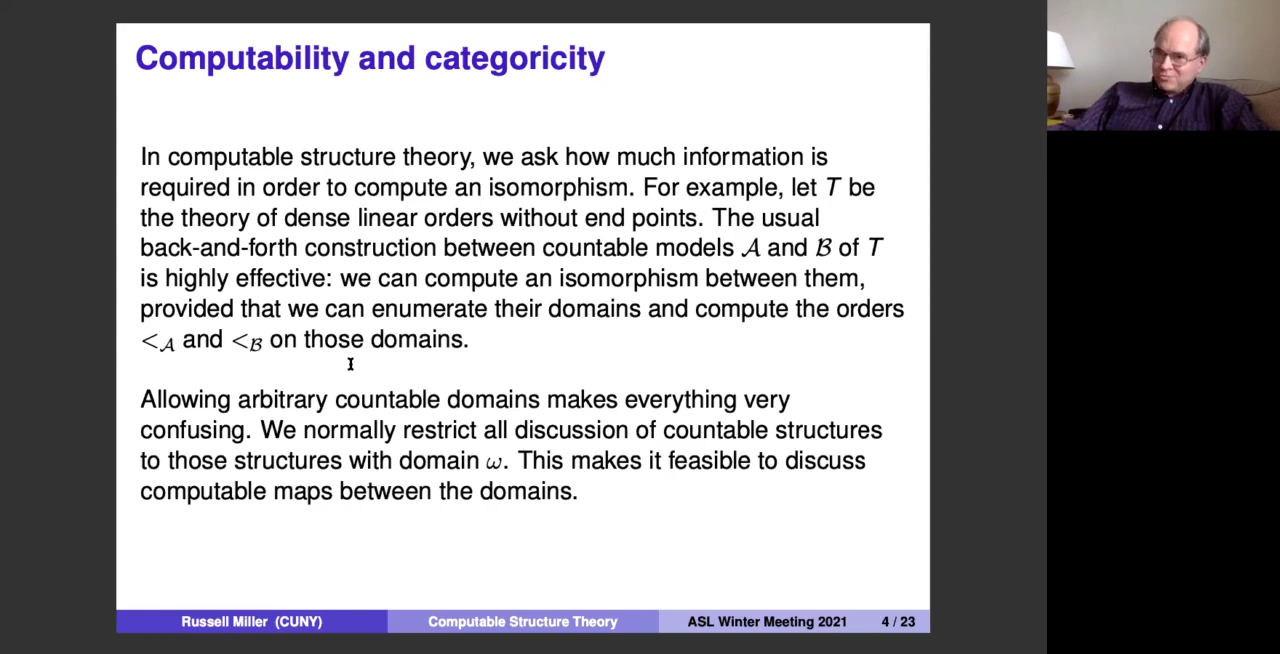 Computability and categoricity
In computable structure theory, we ask how much information is
required in order to compute an isomorphism. For example, let T be
the theory of dense linear orders without end points. The usual
back-and-forth construction between countable models 𝒜 and ℬ of T
is highly effective: we can compute an isomorphism between them,
provided that we can enumerate their domains and compute the orders
<𝒜 and <ℬ on those domains.
Allowing arbitrary countable domains makes everything very
confusing. We normally restrict all discussion of countable structures
to those structures with domain ω. This makes it feasible to discuss
computable maps between the domains.
Russell Miller (CUNY) Computable Structure Theory ASL Winter Meeting 2021 4 / 23